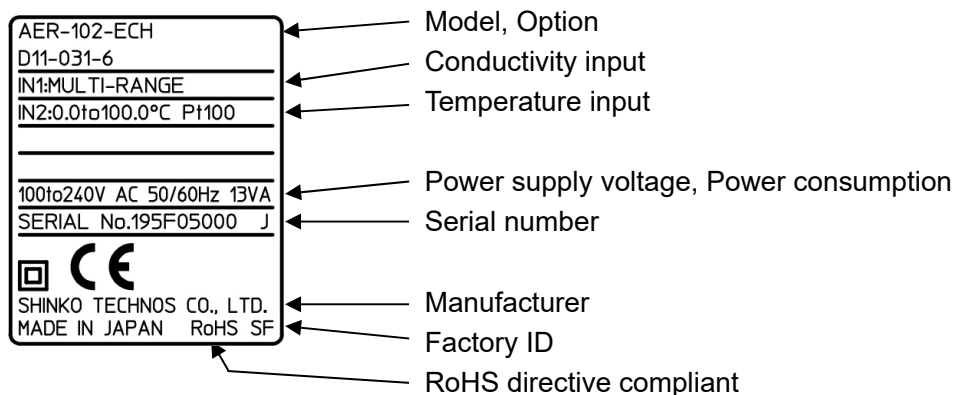 AER-102-ECH
D11-031-6
IN1:MULTI-RANGE
IN2:0.0to100.0°C Pt100
100to240V AC 50/60Hz 13VA
SERIAL No.195F05000 J
CE
SHINKO TECHNOS CO., LTD.
MADE IN JAPAN RoHS SF
Model, Option
Conductivity input
Temperature input
Power supply voltage, Power consumption
Serial number
Manufacturer
Factory ID
RoHS directive compliant